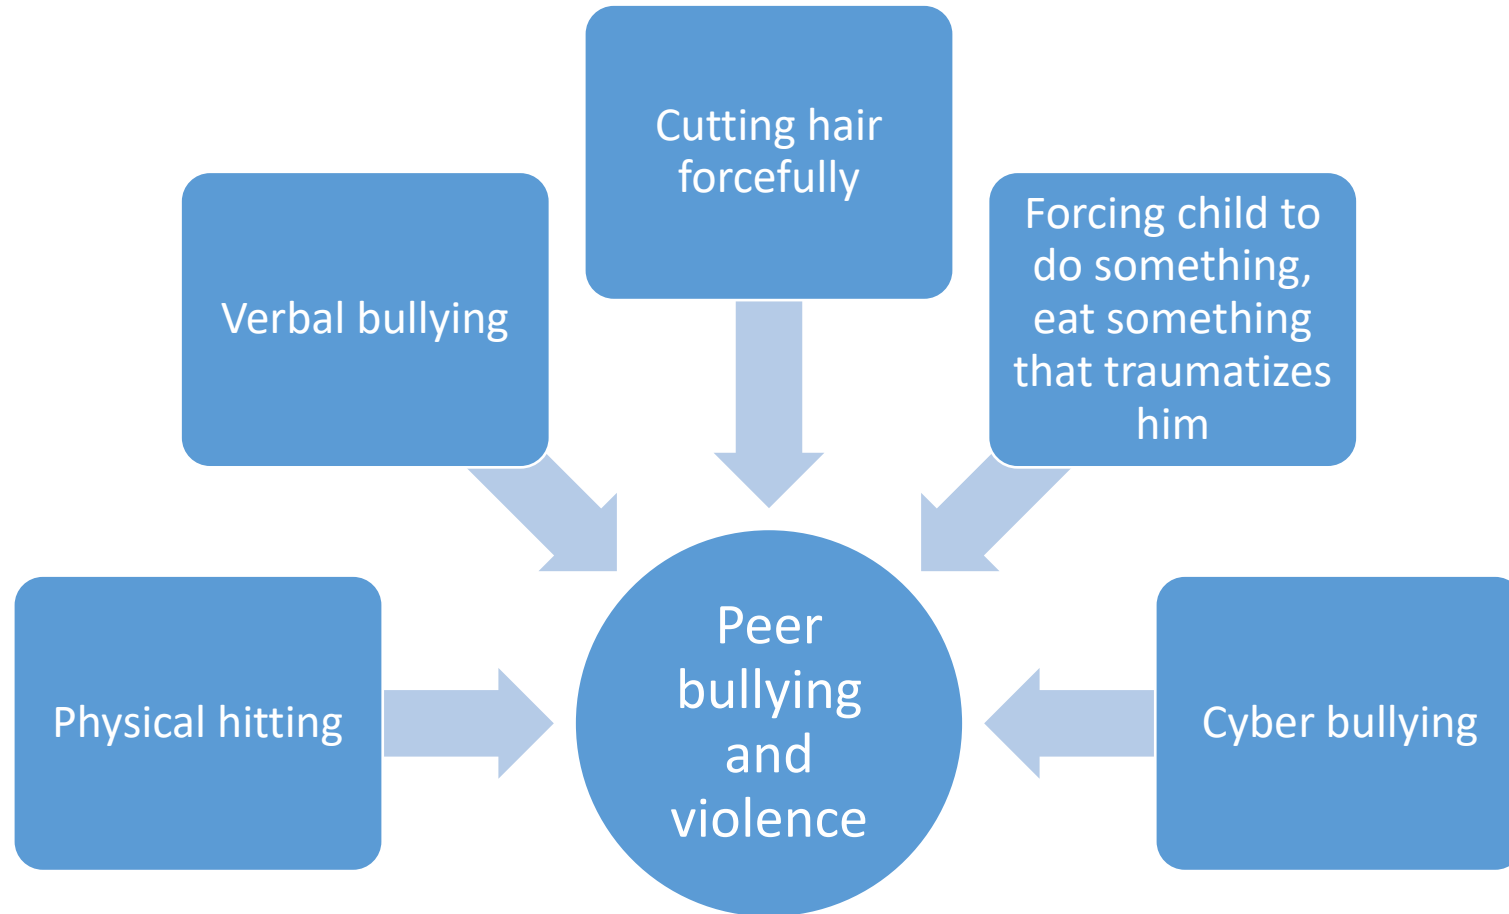 Cutting hair
forcefully
Verbal bullying
Forcing child to
do something,
eat something
that traumatizes
him
Physical hitting
Peer
bullying
and
violence
Cyber bullying